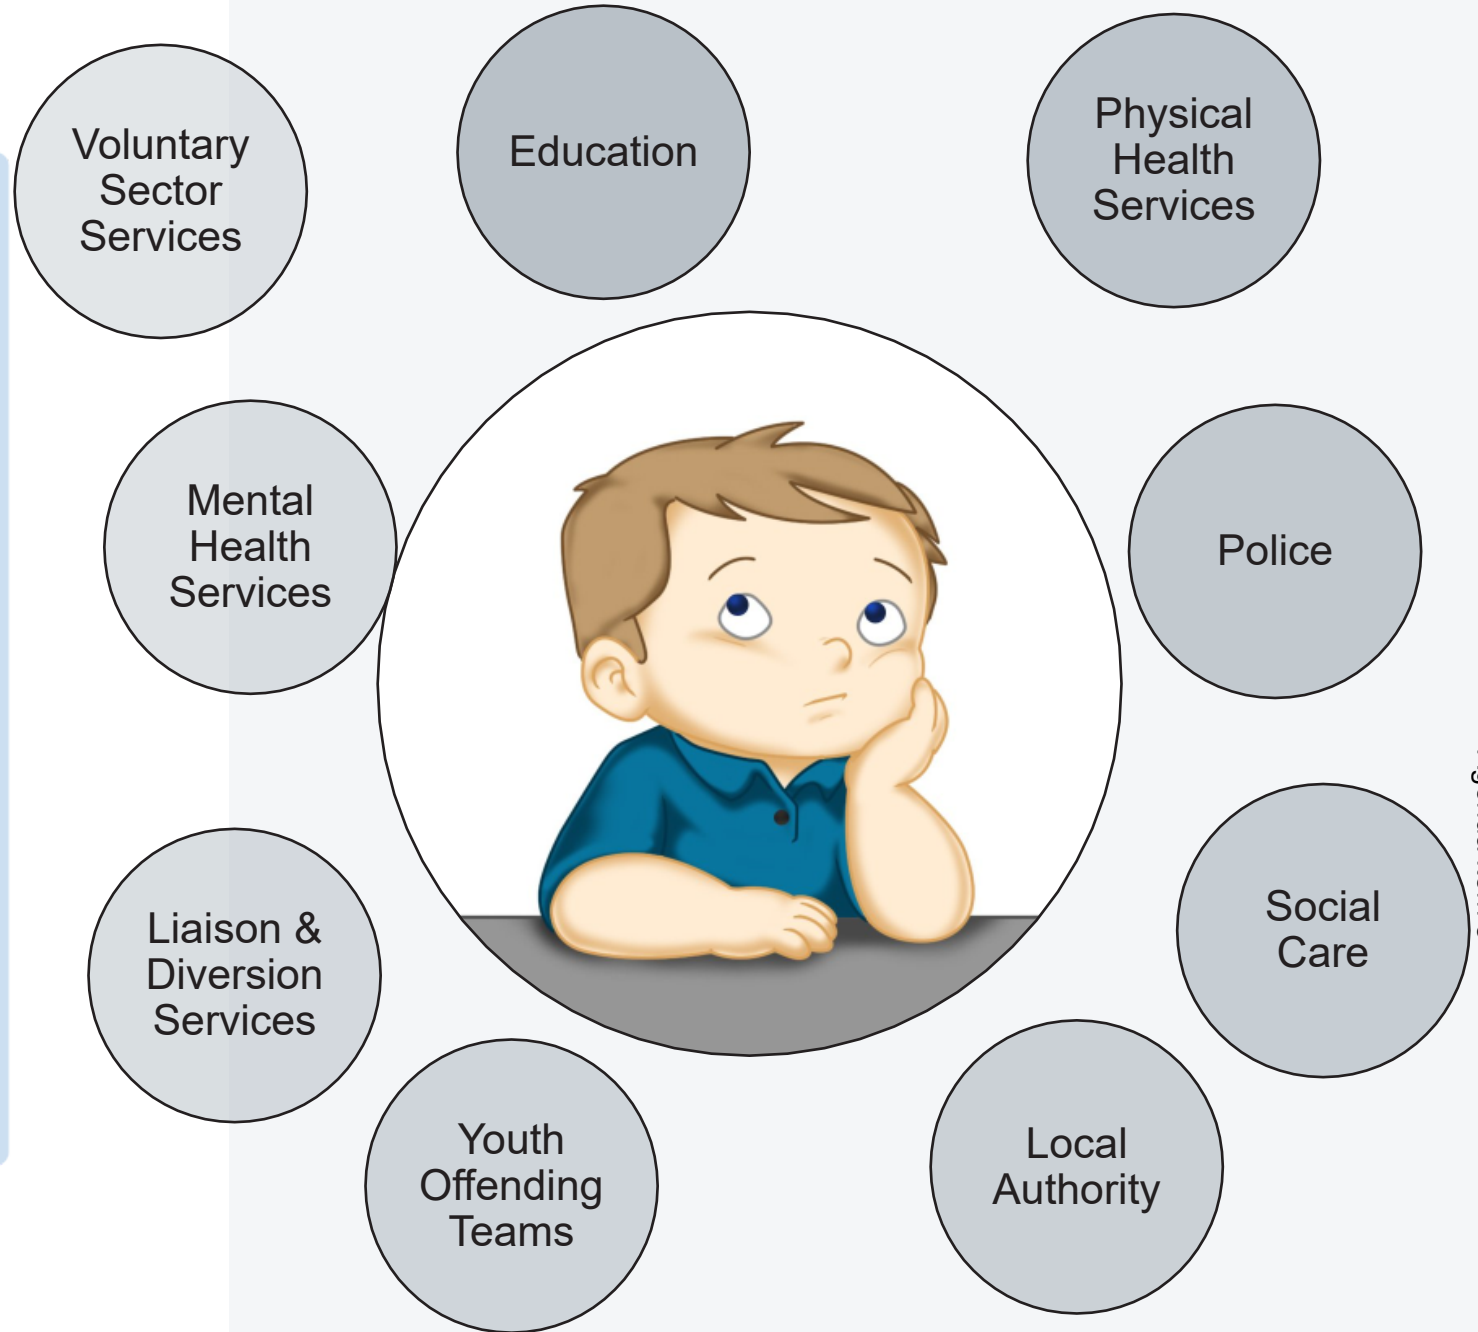 Voluntary
Sector
Services
Education
Physical
Health
Services
Mental
Health
Services
Police
Liaison &
Diversion
Services
Social
Care
Youth
Offending
Teams
Local
Authority